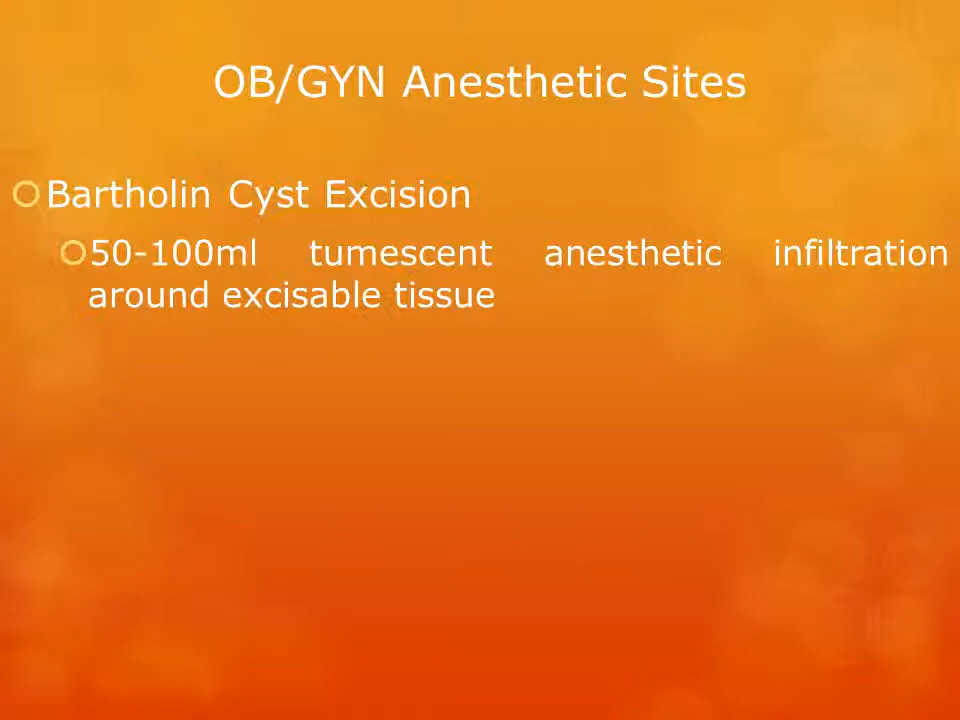 OB/GYN Anesthetic Sites
Bartholin Cyst Excision
50-100ml tumescent anesthetic infiltration
around excisable tissue